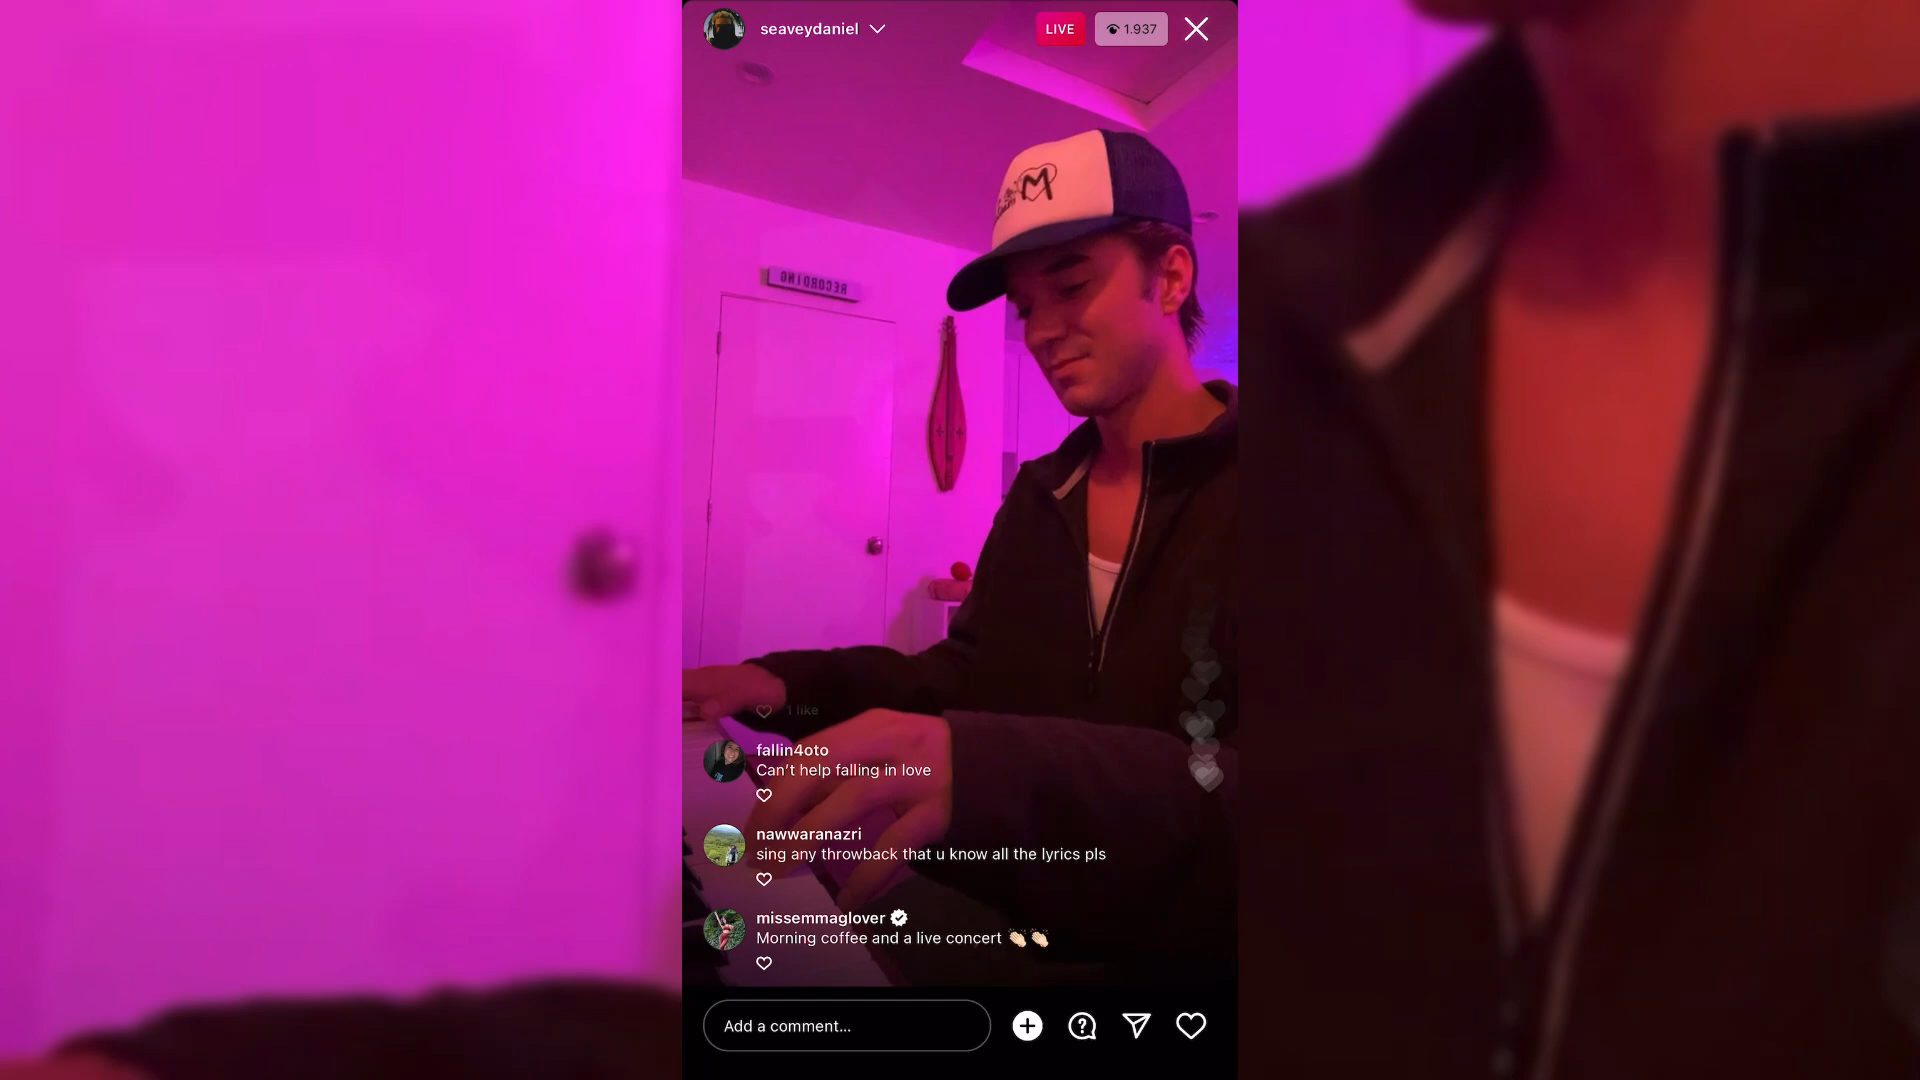 seaveydaniel
LIVE
1.937
M
RECORDING
1 like
fallin4oto
Can't help falling in love
nawwaranazri
sing any throwback that u know all the lyrics pls
missemmaglover
Morning coffee and a live concert 👏🏻👏🏻
Add a comment...